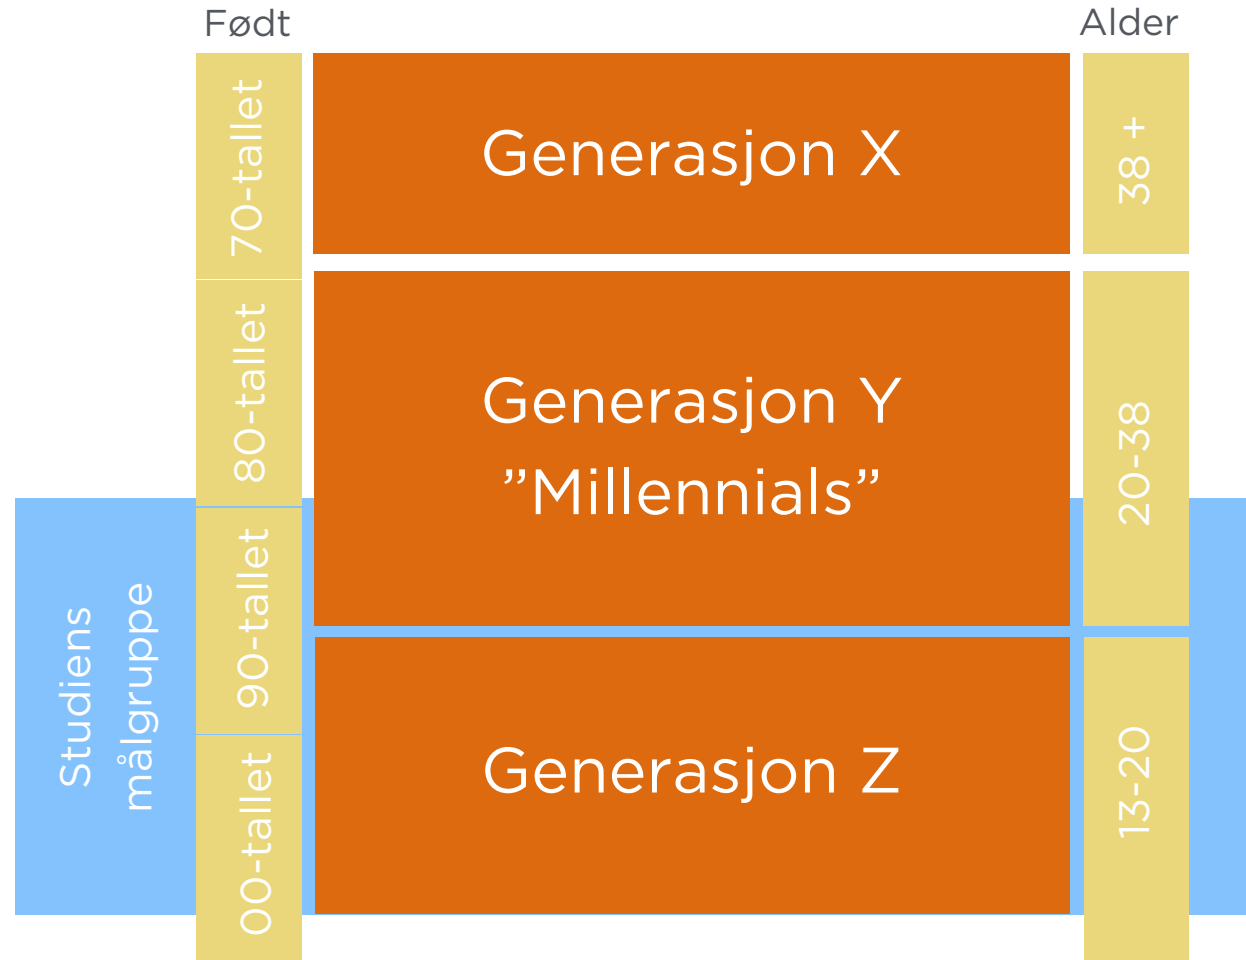 Født
Alder
70-tallet
Generasjon X
38 +
80-tallet
Generasjon Y
”Millennials”
20-38
Studiens
målgruppe
90-tallet
00-tallet
Generasjon Z
13-20